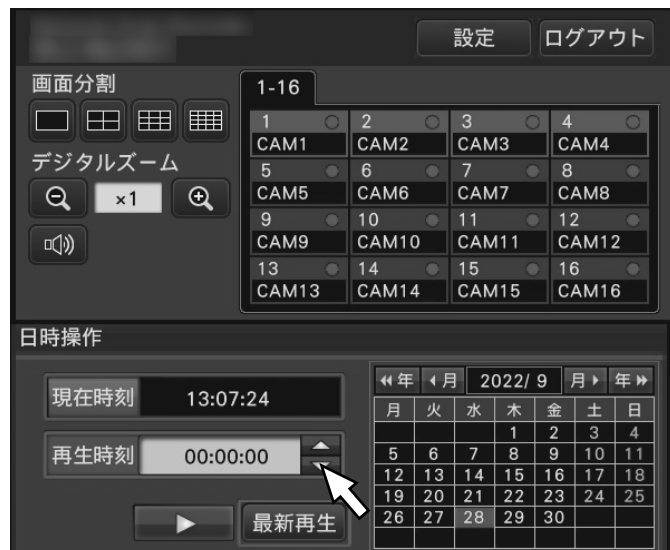 設定 ログアウト
画面分割
1-16
1 2 3 4
CAM1 CAM2 CAM3 CAM4
デジタルズーム
5 6 7 8
CAM5 CAM6 CAM7 CAM8
×1
9 10 11 12
CAM9 CAM10 CAM11 CAM12
13 14 15 16
CAM13 CAM14 CAM15 CAM16
日時操作
現在時刻 13:07:24
再生時刻 00:00:00
最新再生
年 月 2022/ 9 月 年
月 火 水 木 金 土 日
1 2 3 4
5 6 7 8 9 10 11
12 13 14 15 16 17 18
19 20 21 22 23 24 25
26 27 28 29 30